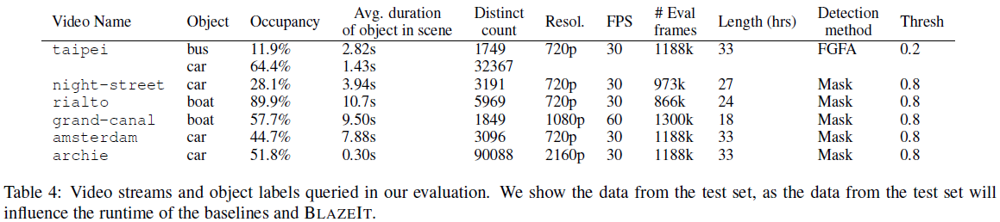 Video Name Object Occupancy Avg. duration of object in scene Distinct count Resol. FPS # Eval frames Length (hrs) Detection method Thresh
taipei bus 11.9% 2.82s 1749 720p 30 1188k 33 FGFA 0.2
car 64.4% 1.43s 32367
night-street car 28.1% 3.94s 3191 720p 30 973k 27 Mask 0.8
rialto boat 89.9% 10.7s 5969 720p 30 866k 24 Mask 0.8
grand-canal boat 57.7% 9.50s 1849 1080p 60 1300k 18 Mask 0.8
amsterdam car 44.7% 7.88s 3096 720p 30 1188k 33 Mask 0.8
archie car 51.8% 0.30s 90088 2160p 30 1188k 33 Mask 0.8
Table 4: Video streams and object labels queried in our evaluation. We show the data from the test set, as the data from the test set will
influence the runtime of the baselines and BLAZEIT.